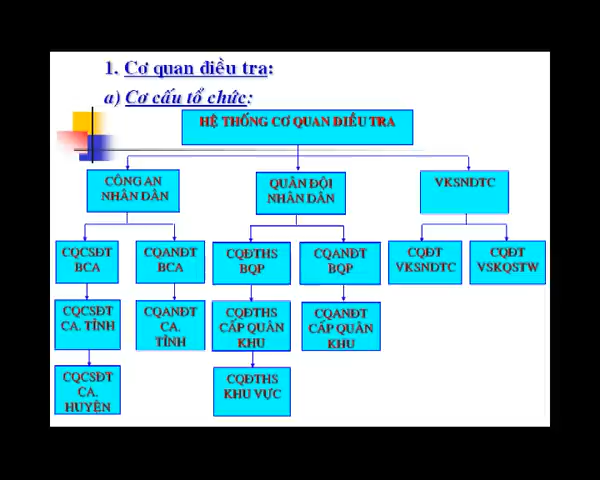 1. Cơ quan điều tra:
a) Cơ cấu tổ chức:
HỆ THỐNG CƠ QUAN ĐIỀU TRA
CÔNG AN
NHÂN DÂN
QUÂN ĐỘI
NHÂN DÂN
VKSNDTC
CQCSĐT
BCA
CQANĐT
BCA
CQĐTHS
BQP
CQANĐT
BQP
CQĐT
VKSNDTC
CQĐT
VSKQSTW
CQCSĐT
CA. TỈNH
CQANĐT
CA.
TỈNH
CQĐTHS
CẤP QUÂN
KHU
CQANĐT
CẤP QUÂN
KHU
CQCSĐT
CA.
HUYỆN
CQĐTHS
KHU VỰC